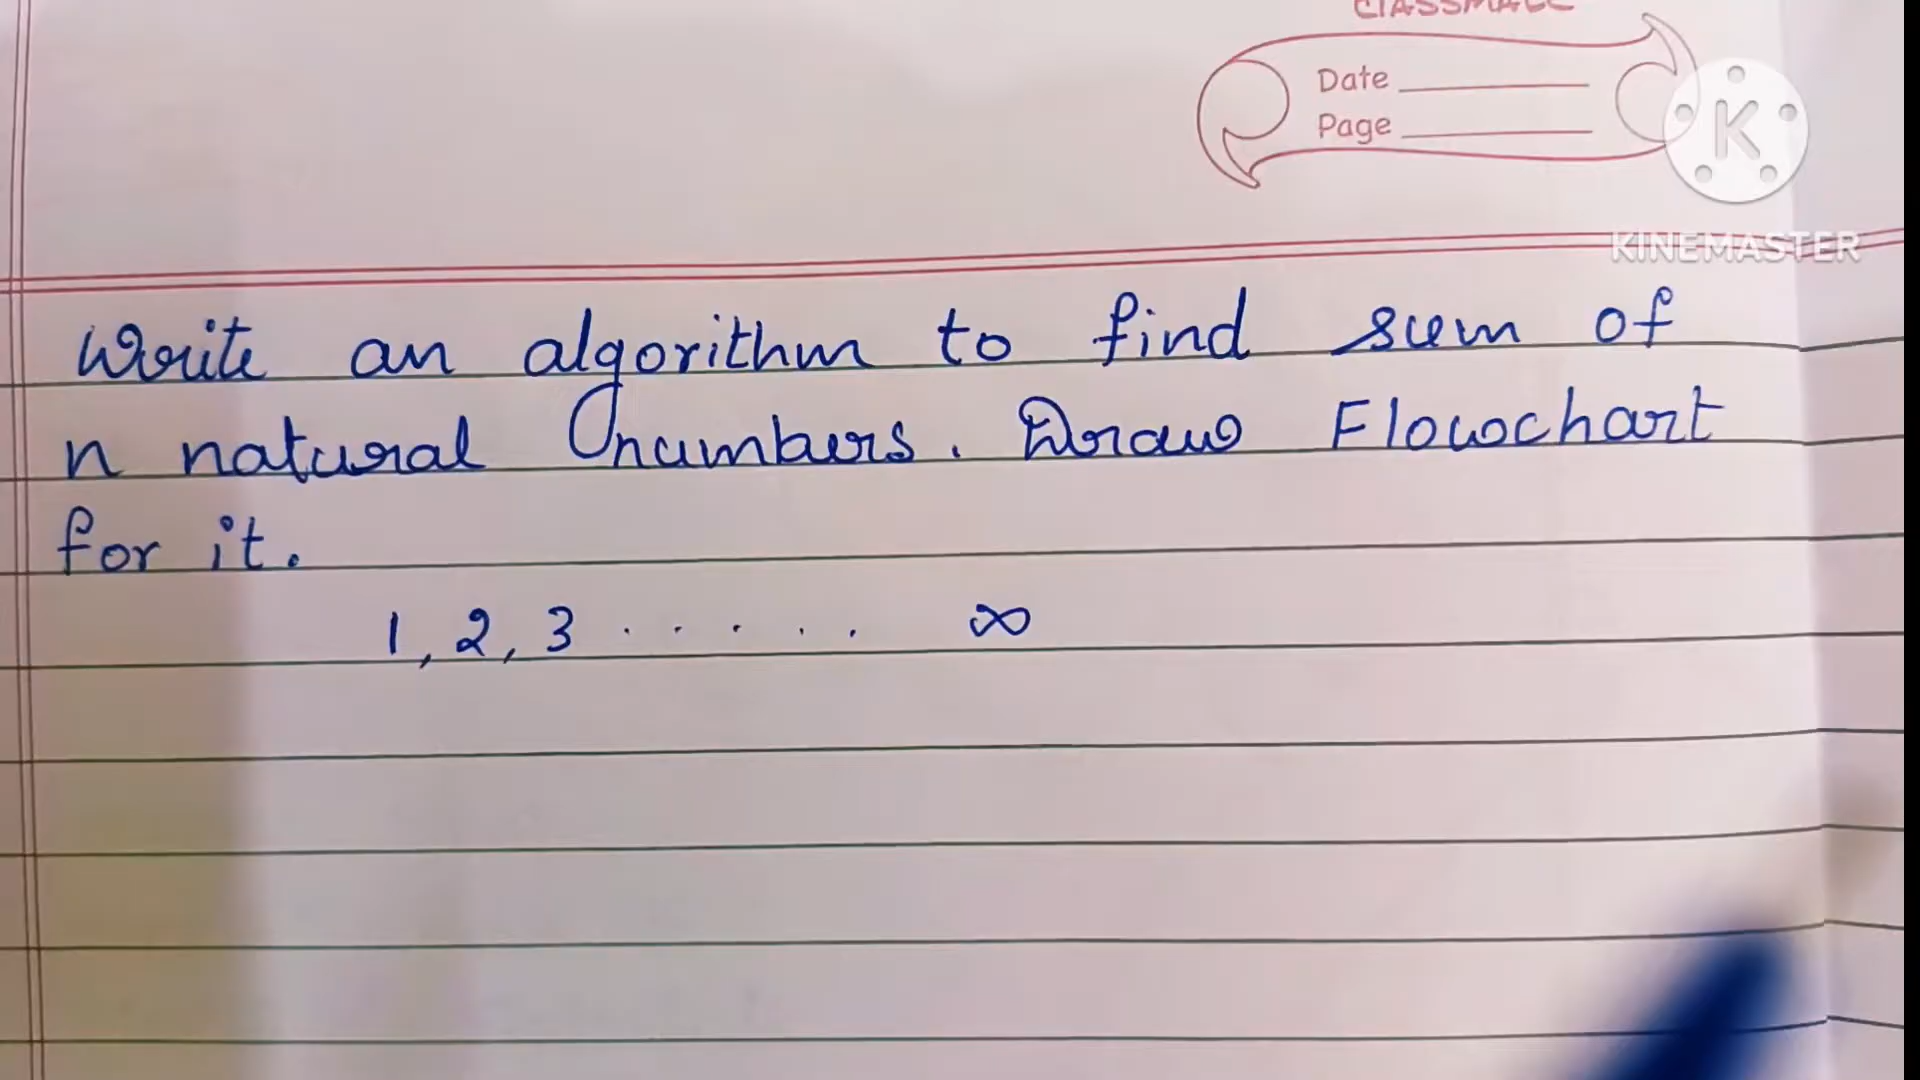 classmate
Date
Page
KINEMASTER
Write an algorithm to find sum of
n natural numbers. Draw Flowchart
for it.
1, 2, 3 . . . . . ∞